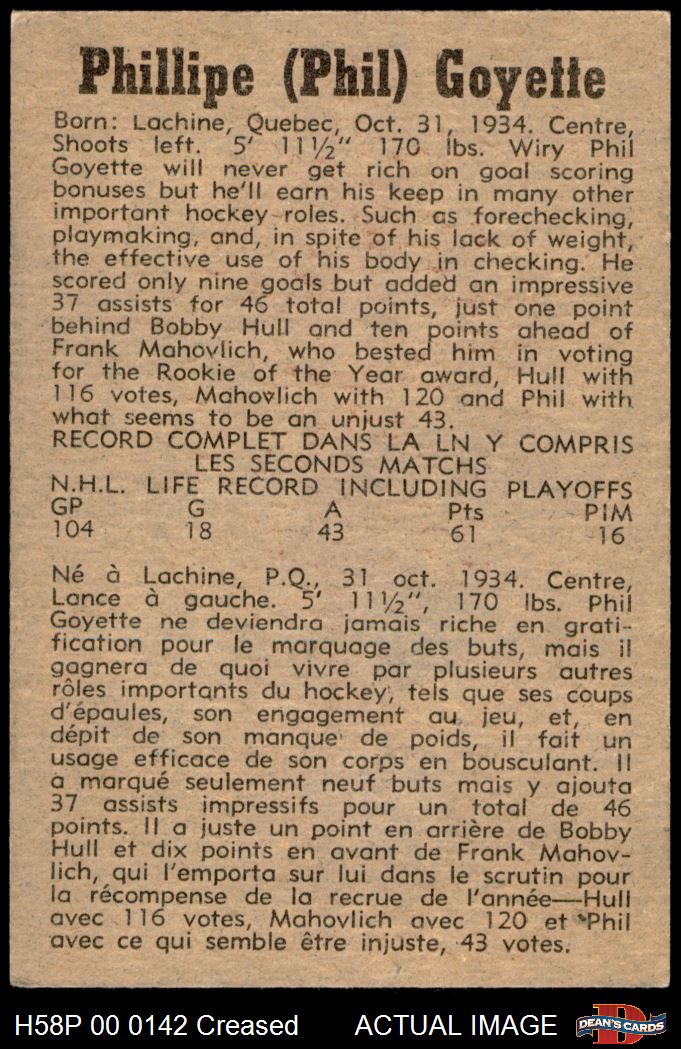 Phillipe (Phil) Goyette
Born: Lachine, Quebec, Oct. 31, 1934. Centre,
Shoots left. 5' 11½" 170 lbs. Wiry Phil
Goyette will never get rich on goal scoring
bonuses but he'll earn his keep in many other
important hockey roles. Such as forechecking,
playmaking, and, in spite of his lack of weight,
the effective use of his body in checking. He
scored only nine goals but added an impressive
37 assists for 46 total points, just one point
behind Bobby Hull and ten points ahead of
Frank Mahovlich, who bested him in voting
for the Rookie of the Year award, Hull with
116 votes, Mahovlich with 120 and Phil with
what seems to be an unjust 43.
RECORD COMPLET DANS LA LN Y COMPRIS
LES SECONDS MATCHS
N.H.L. LIFE RECORD INCLUDING PLAYOFFS
GP G A Pts PIM
104 18 43 61 16
Né à Lachine, P.Q., 31 oct. 1934. Centre,
Lance à gauche. 5' 11½", 170 lbs. Phil
Goyette ne deviendra jamais riche en grati-
fication pour le marquage des buts, mais il
gagnera de quoi vivre par plusieurs autres
rôles importants du hockey, tels que ses coups
d'épaules, son engagement au jeu, et, en
dépit de son manque de poids, il fait un
usage efficace de son corps en bousculant. Il
a marqué seulement neuf buts mais y ajouta
37 assists impressifs pour un total de 46
points. Il a juste un point en arrière de Bobby
Hull et dix points en avant de Frank Mahov-
lich, qui l'emporta sur lui dans le scrutin pour
la récompense de la recrue de l'année—Hull
avec 116 votes, Mahovlich avec 120 et Phil
avec ce qui semble être injuste, 43 votes.
H58P 00 0142 Creased ACTUAL IMAGE
D
DEAN'S CARDS